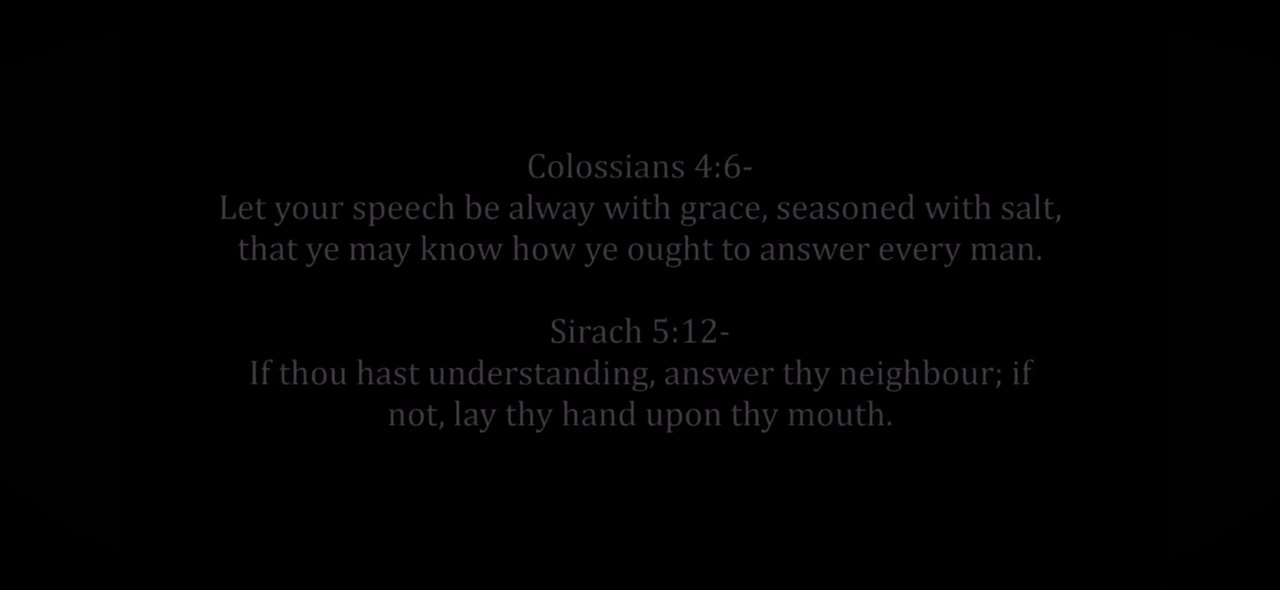 Colossians 4:6-
Let your speech be alway with grace, seasoned with salt,
that ye may know how ye ought to answer every man.
Sirach 5:12-
If thou hast understanding, answer thy neighbour; if
not, lay thy hand upon thy mouth.